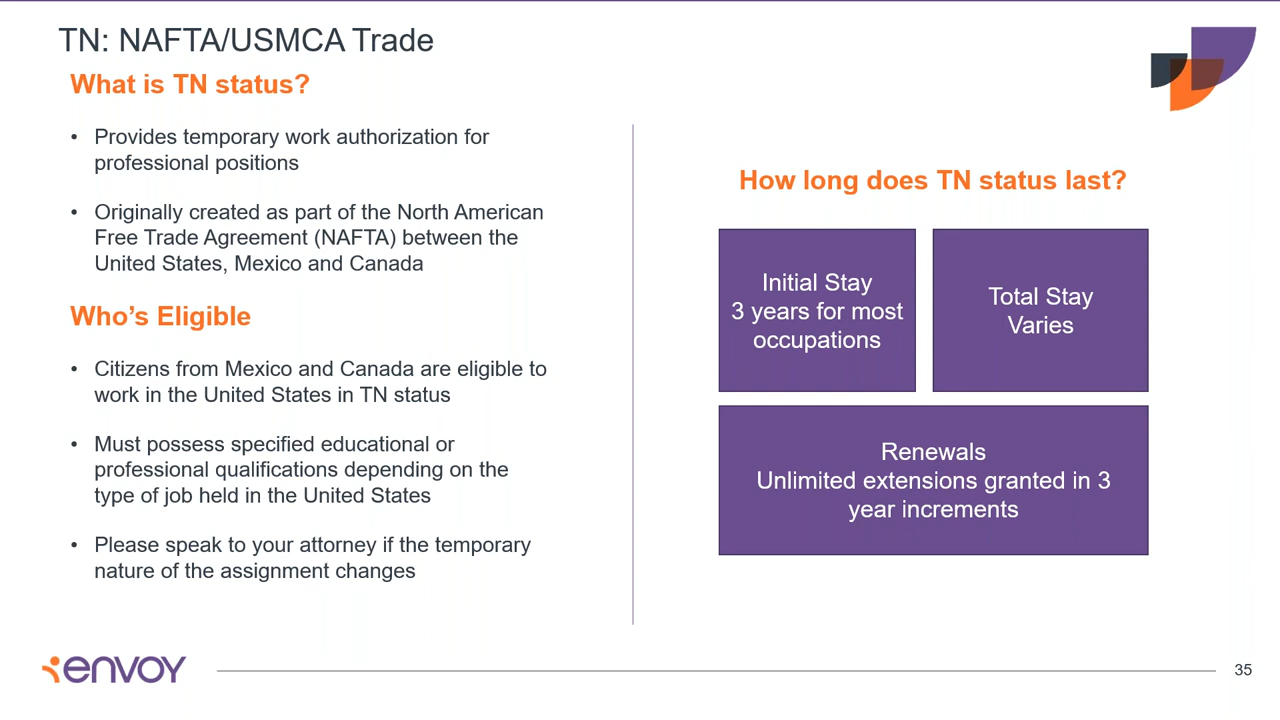 TN: NAFTA/USMCA Trade
What is TN status?
• Provides temporary work authorization for
professional positions
• Originally created as part of the North American
Free Trade Agreement (NAFTA) between the
United States, Mexico and Canada
Who’s Eligible
• Citizens from Mexico and Canada are eligible to
work in the United States in TN status
• Must possess specified educational or
professional qualifications depending on the
type of job held in the United States
• Please speak to your attorney if the temporary
nature of the assignment changes
How long does TN status last?
Initial Stay
3 years for most
occupations
Total Stay
Varies
Renewals
Unlimited extensions granted in 3
year increments
envoy
35